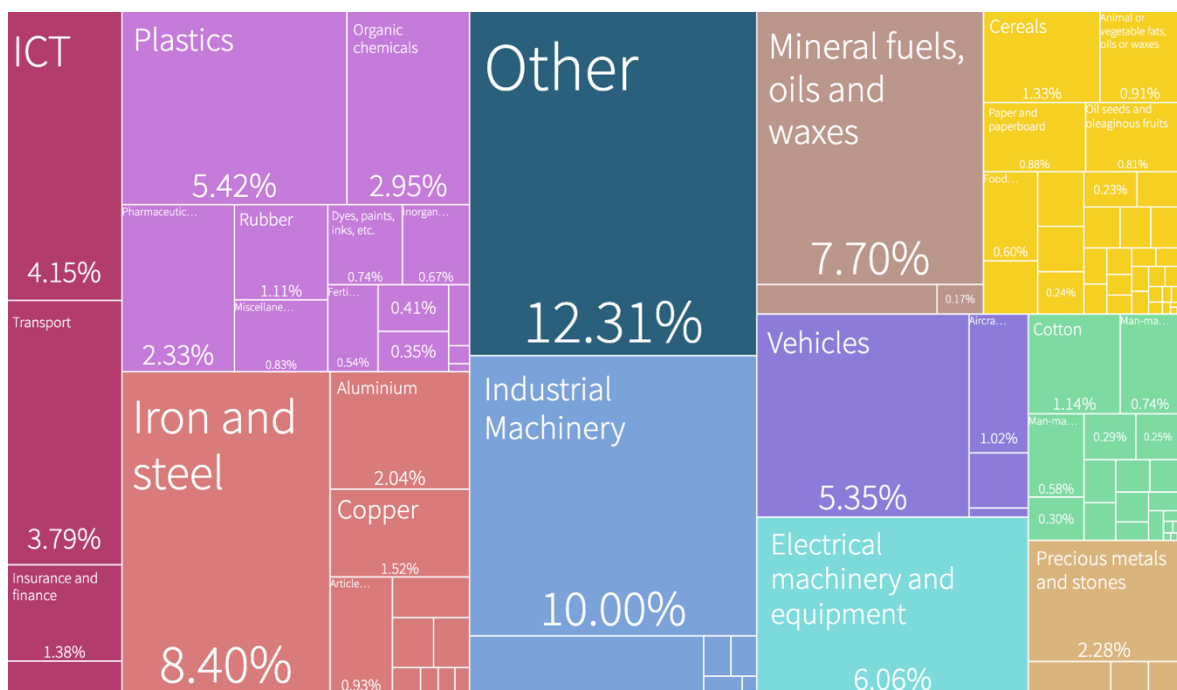 ICT
4.15%
Transport
3.79%
Insurance and
finance
1.38%
Plastics
5.42%
Organic
chemicals
2.95%
Pharmaceutic...
2.33%
Rubber
1.11%
Miscellane...
0.83%
Dyes, paints,
inks, etc.
0.74%
Inorgan...
0.67%
Ferti...
0.54%
0.41%
0.35%
Iron and
steel
8.40%
Aluminium
2.04%
Copper
1.52%
Article...
0.93%
Other
12.31%
Industrial
Machinery
10.00%
Mineral fuels,
oils and
waxes
7.70%
0.17%
Vehicles
5.35%
Aircra...
1.02%
Electrical
machinery and
equipment
6.06%
Cereals
1.33%
Animal or
vegetable fats,
oils or waxes
0.91%
Paper and
paperboard
0.88%
Oil seeds and
oleaginous fruits
0.81%
Food...
0.60%
0.24%
0.23%
Cotton
1.14%
Man-ma...
0.74%
Man-ma...
0.58%
0.30%
0.29%
0.25%
Precious metals
and stones
2.28%